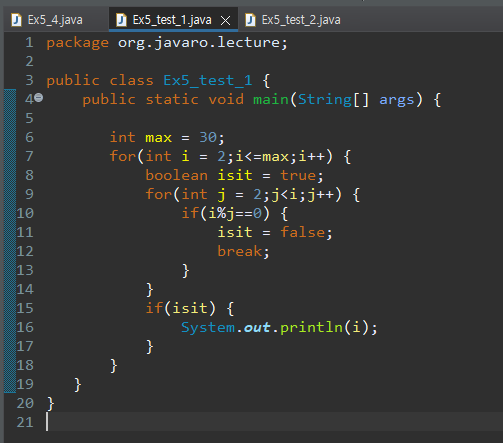 Ex5_4.java Ex5_test_1.java Ex5_test_2.java
1 package org.javaro.lecture;
2
3 public class Ex5_test_1 {
4 public static void main(String[] args) {
5
6 int max = 30;
7 for(int i = 2;i<=max;i++) {
8 boolean isit = true;
9 for(int j = 2;j<i;j++) {
10 if(i%j==0) {
11 isit = false;
12 break;
13 }
14 }
15 if(isit) {
16 System.out.println(i);
17 }
18 }
19 }
20 }
21